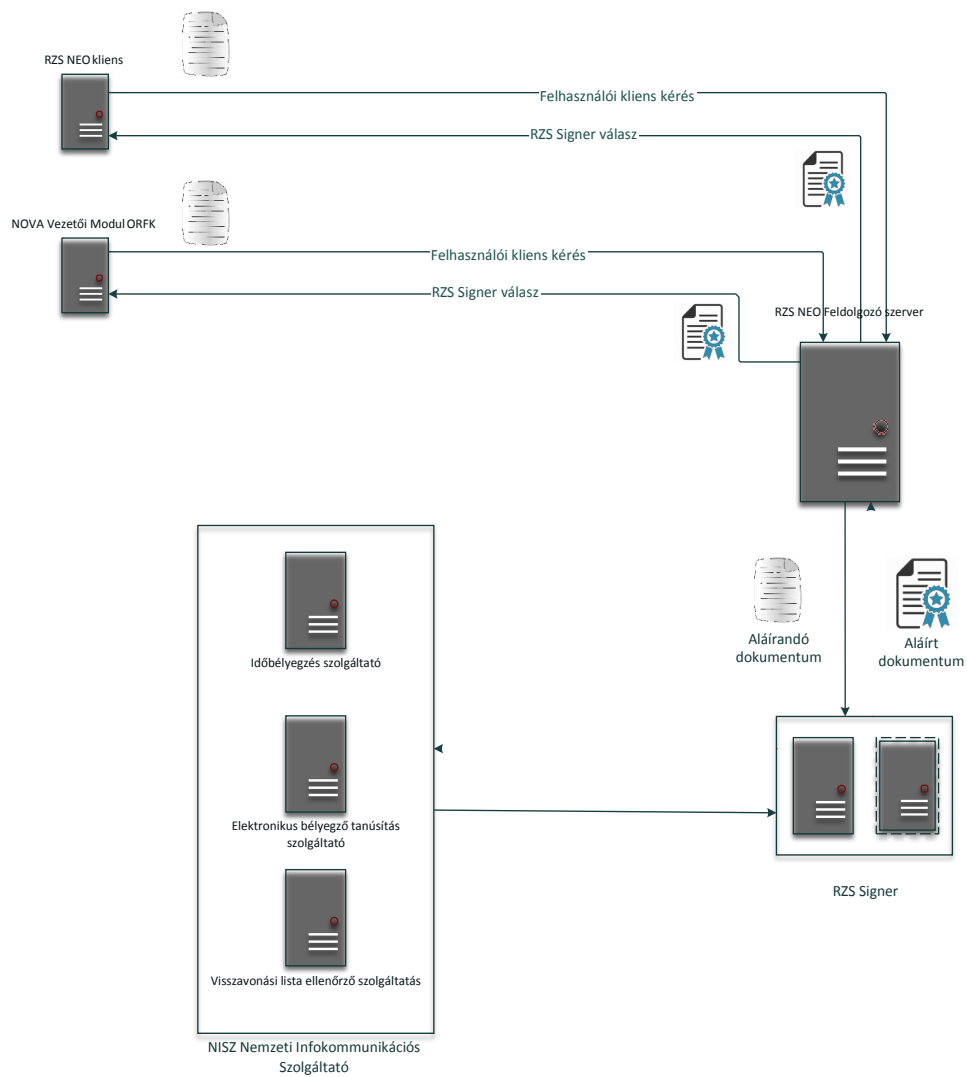 RZS NEO kliens
Felhasználói kliens kérés
RZS Signer válasz
NOVA Vezetői Modul ORFK
Felhasználói kliens kérés
RZS Signer válasz
RZS NEO Feldolgozó szerver
Aláírandó
dokumentum
Aláírt
dokumentum
Időbélyegzés szolgáltató
Elektronikus bélyegző tanúsítás
szolgáltató
RZS Signer
Visszavonási lista ellenőrző szolgáltatás
NISZ Nemzeti Infokommunikációs
Szolgáltató